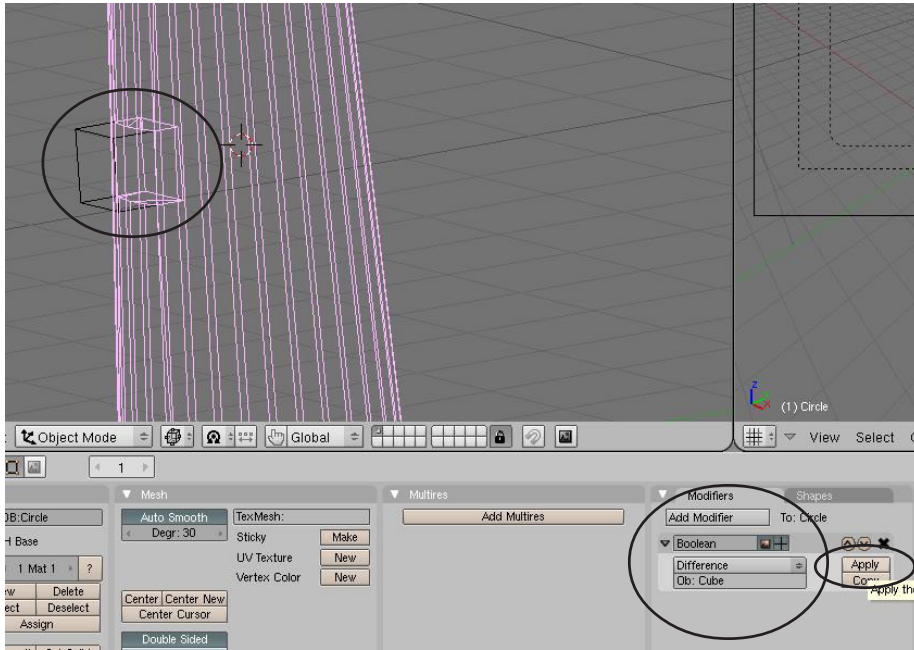 z
(1) Circle
Object Mode
Global
View Select
1
Mesh
Multires
Modifiers Shapes
OB:Circle
Auto Smooth
TexMesh:
Add Multires
Add Modifier To: Circle
Degr: 30
Sticky Make
Base
Boolean
1 Mat 1 ?
UV Texture New
Difference
Apply
Delete
Vertex Color New
Ob: Cube
Deselect
Center Center New
Apply the
Assign
Center Cursor
Double Sided